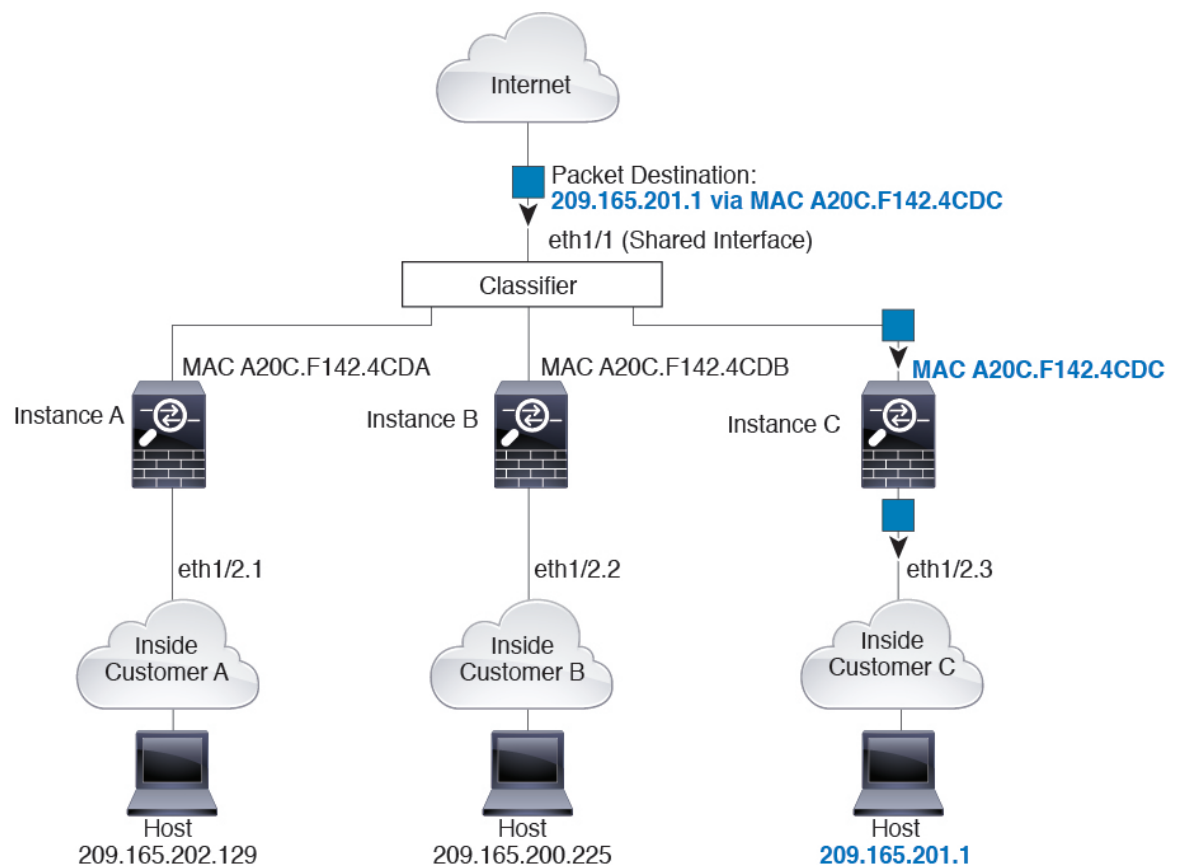 Internet
Packet Destination:
209.165.201.1 via MAC A20C.F142.4CDC
eth1/1 (Shared Interface)
Classifier
MAC A20C.F142.4CDA
MAC A20C.F142.4CDB
MAC A20C.F142.4CDC
Instance A
Instance B
Instance C
eth1/2.1
eth1/2.2
eth1/2.3
Inside
Customer A
Inside
Customer B
Inside
Customer C
Host
209.165.202.129
Host
209.165.200.225
Host
209.165.201.1